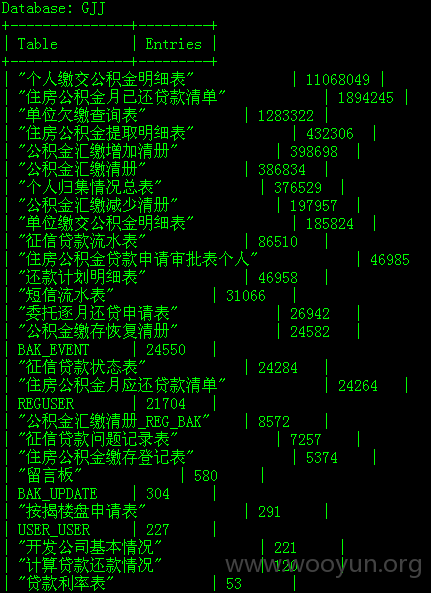 Database: GJJ
+----------------+---------+
| Table | Entries |
+----------------+---------+
| "个人缴交公积金明细表" | 11068049 |
| "住房公积金月已还贷款清单" | 1894245 |
| "单位欠缴查询表" | 1283322 |
| "住房公积金提取明细表" | 432306 |
| "公积金汇缴增加清册" | 398698 |
| "公积金汇缴清册" | 386834 |
| "个人归集情况总表" | 376529 |
| "公积金汇缴减少清册" | 197957 |
| "单位缴交公积金明细表" | 185824 |
| "征信贷款流水表" | 86510 |
| "住房公积金贷款申请审批表个人" | 46985
| "还款计划明细表" | 46958 |
| "短信流水表" | 31066 |
| "委托逐月还贷申请表" | 26942 |
| "公积金缴存恢复清册" | 24582 |
| BAK_EVENT | 24550 |
| "征信贷款状态表" | 24284 |
| "住房公积金月应还贷款清单" | 24264 |
| REGUSER | 21704 |
| "公积金汇缴清册_REG_BAK" | 8572 |
| "征信贷款问题记录表" | 7257 |
| "住房公积金缴存登记表" | 5374 |
| "留言板" | 580 |
| BAK_UPDATE | 304 |
| "按揭楼盘申请表" | 291 |
| USER_USER | 227 |
| "开发公司基本情况" | 221 |
| "计算贷款还款情况" | 120 |
| "贷款利率表" | 53 |
www.wooyun.org